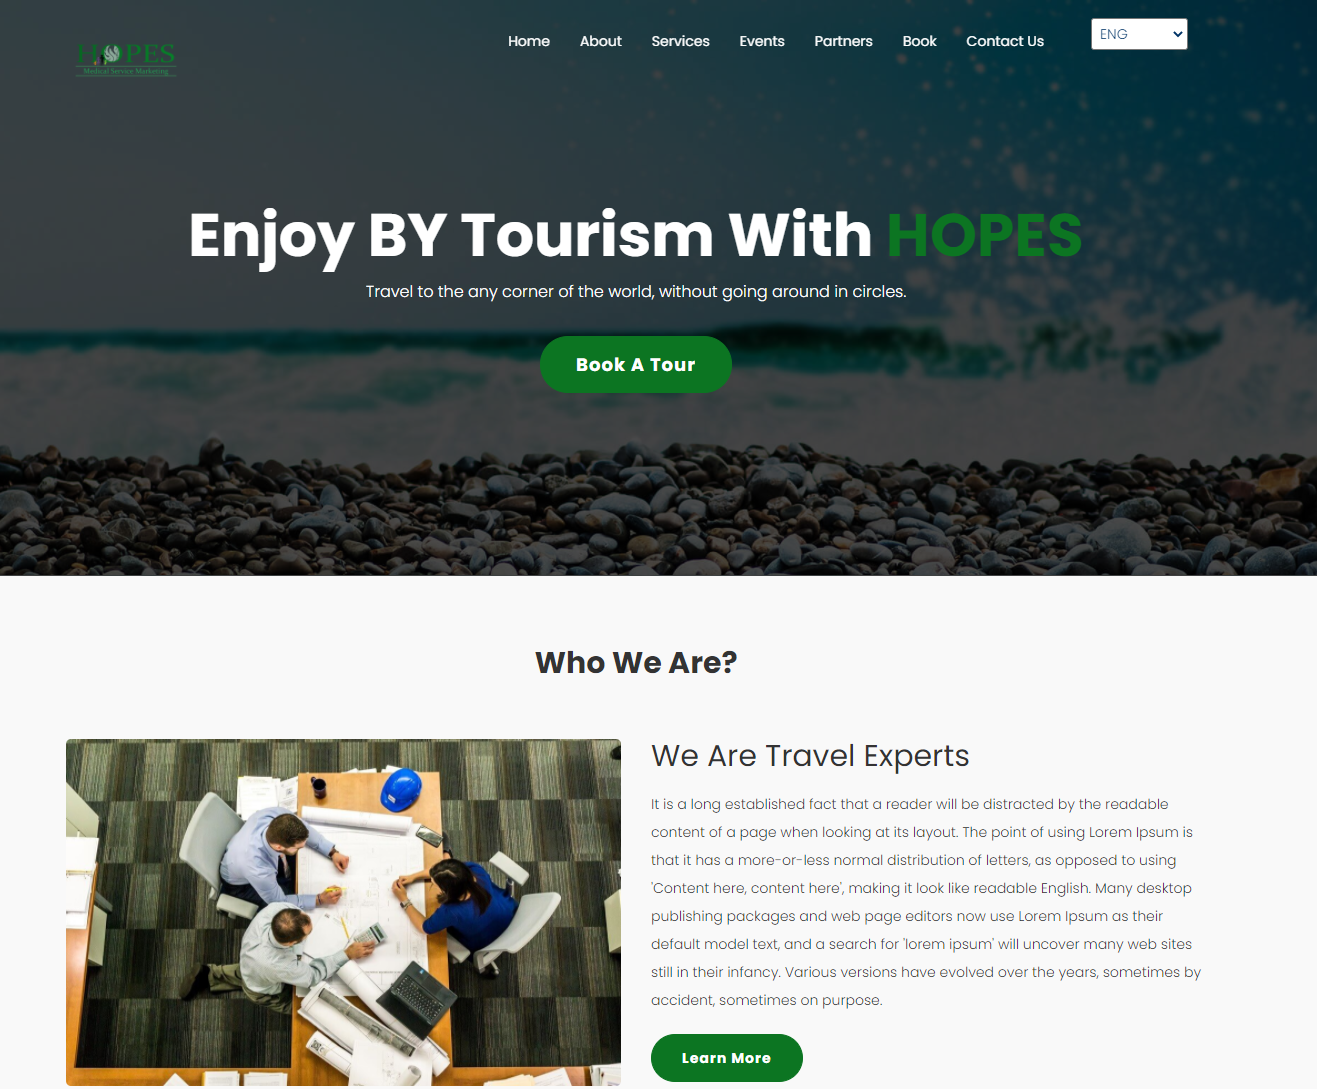 HOPES
Medical Service Marketing
Home About Services Events Partners Book Contact Us ENG
Enjoy BY Tourism With HOPES
Travel to the any corner of the world, without going around in circles.
Book A Tour
Who We Are?
We Are Travel Experts
It is a long established fact that a reader will be distracted by the readable
content of a page when looking at its layout. The point of using Lorem Ipsum is
that it has a more-or-less normal distribution of letters, as opposed to using
'Content here, content here', making it look like readable English. Many desktop
publishing packages and web page editors now use Lorem Ipsum as their
default model text, and a search for 'lorem ipsum' will uncover many web sites
still in their infancy. Various versions have evolved over the years, sometimes by
accident, sometimes on purpose.
Learn More